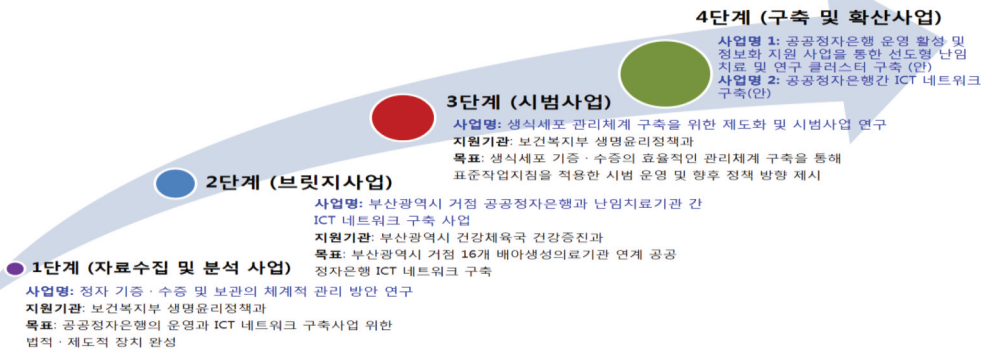 4단계 (구축 및 확산사업)
사업명 1: 공공정자은행 운영 활성 및
정보화 지원 사업을 통한 선도형 난임
치료 및 연구 클러스터 구축 (안)
사업명 2: 공공정자은행간 ICT 네트워크
구축(안)
3단계 (시범사업)
사업명: 생식세포 관리체계 구축을 위한 제도화 및 시범사업 연구
지원기관: 보건복지부 생명윤리정책과
목표: 생식세포 기증 · 수증의 효율적인 관리체계 구축을 통해
표준작업지침을 적용한 시범 운영 및 향후 정책 방향 제시
2단계 (브릿지사업)
사업명: 부산광역시 거점 공공정자은행과 난임치료기관 간
ICT 네트워크 구축 사업
지원기관: 부산광역시 건강체육국 건강증진과
목표: 부산광역시 거점 16개 배아생성의료기관 연계 공공
정자은행 ICT 네트워크 구축
1단계 (자료수집 및 분석 사업)
사업명: 정자 기증 · 수증 및 보관의 체계적 관리 방안 연구
지원기관: 보건복지부 생명윤리정책과
목표: 공공정자은행의 운영과 ICT 네트워크 구축사업 위한
법적 · 제도적 장치 완성